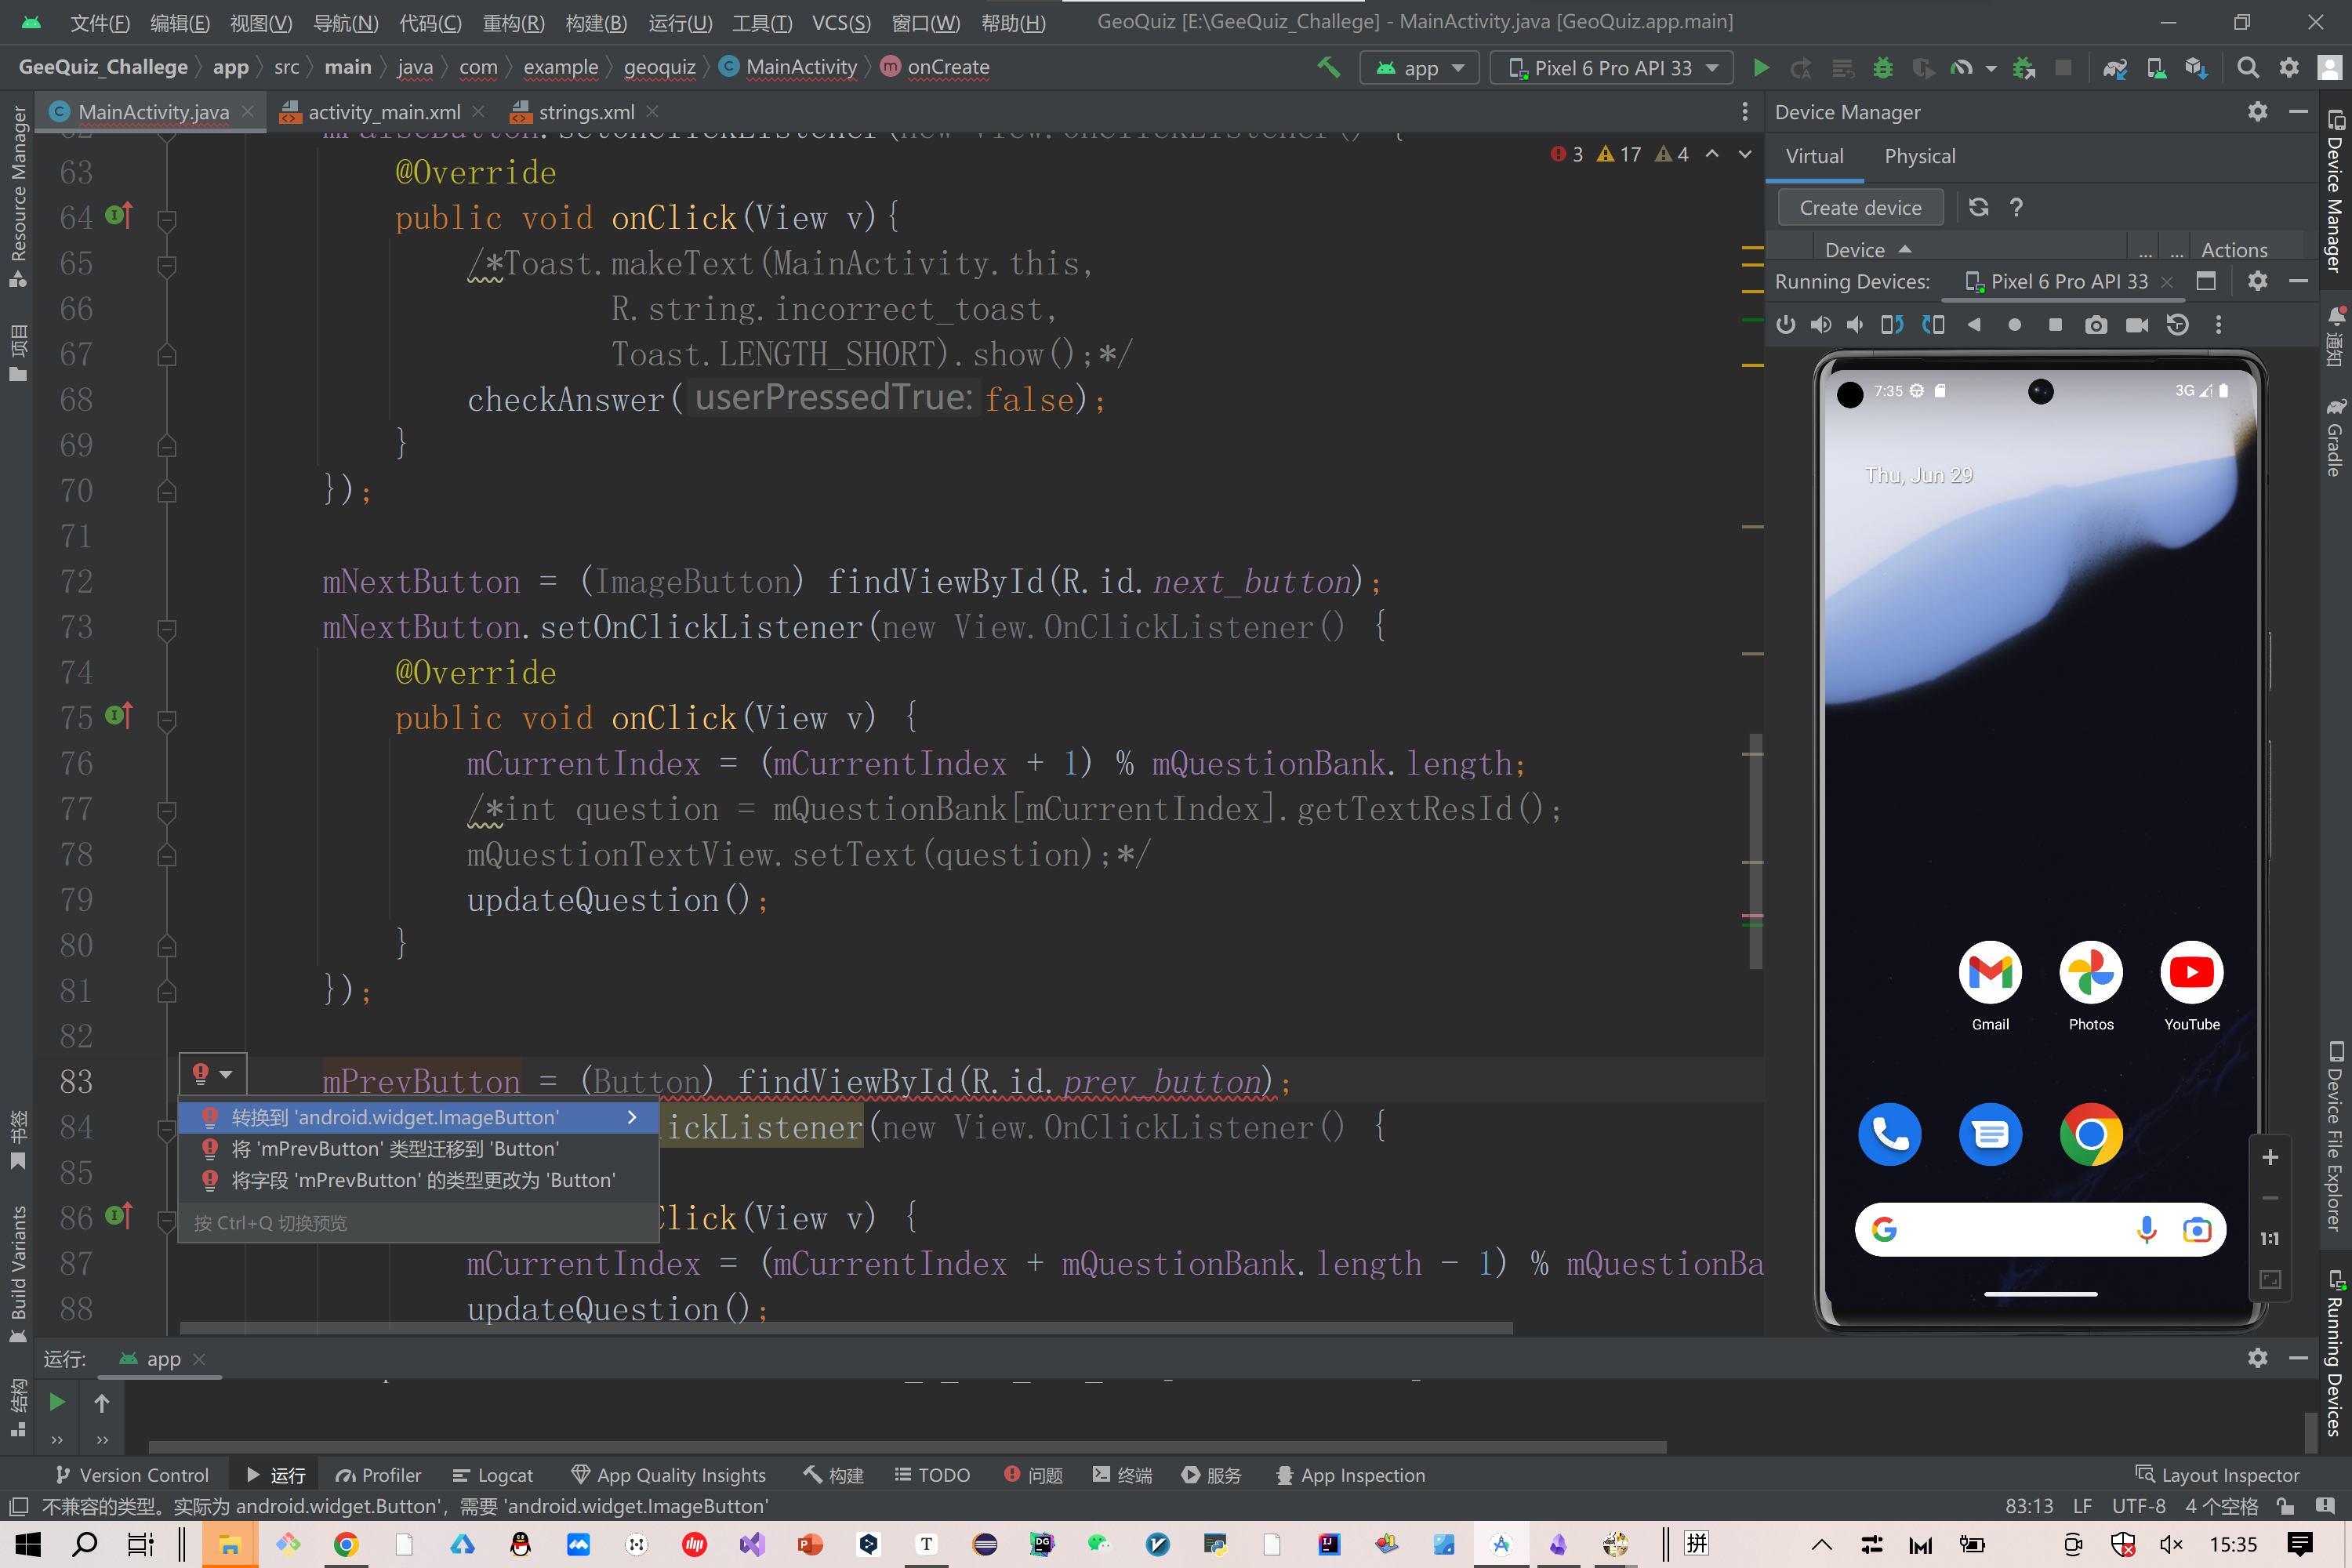 文件(F) 编辑(E) 视图(V) 导航(N) 代码(C) 重构(R) 构建(B) 运行(U) 工具(T) VCS(S) 窗口(W) 帮助(H) GeoQuiz [E:\GeeQuiz_Challege] - MainActivity.java [GeoQuiz.app.main]
GeeQuiz_Challege app src main java com example geoquiz MainActivity onCreate
app Pixel 6 Pro API 33
MainActivity.java activity_main.xml strings.xml
3 17 4
62 mFalseButton.setOnClickListener(new View.OnClickListener() {
63 @Override
64 public void onClick(View v){
65 /*Toast.makeText(MainActivity.this,
66 R.string.incorrect_toast,
67 Toast.LENGTH_SHORT).show();*/
68 checkAnswer( userPressedTrue: false);
69 }
70 });
71
72 mNextButton = (ImageButton) findViewById(R.id.next_button);
73 mNextButton.setOnClickListener(new View.OnClickListener() {
74 @Override
75 public void onClick(View v) {
76 mCurrentIndex = (mCurrentIndex + 1) % mQuestionBank.length;
77 /*int question = mQuestionBank[mCurrentIndex].getTextResId();
78 mQuestionTextView.setText(question);*/
79 updateQuestion();
80 }
81 });
82
83 mPrevButton = (Button) findViewById(R.id.prev_button);
84 ickListener(new View.OnClickListener() {
85
86 Click(View v) {
87 mCurrentIndex = (mCurrentIndex + mQuestionBank.length - 1) % mQuestionBa
88 updateQuestion();
转换到 'android.widget.ImageButton'
将 'mPrevButton' 类型迁移到 'Button'
将字段 'mPrevButton' 的类型更改为 'Button'
按 Ctrl+Q 切换预览
Resource Manager
项目
书签
Build Variants
结构
Device Manager
Virtual Physical
Create device
?
Device ... ... Actions
Running Devices: Pixel 6 Pro API 33
7:35 3G
Thu, Jun 29
Gmail Photos YouTube
G
1:1
Device Manager
通知
Gradle
Device File Explorer
Running Devices
运行: app
Version Control 运行 Profiler Logcat App Quality Insights 构建 TODO 问题 终端 服务 App Inspection Layout Inspector
不兼容的类型。实际为 android.widget.Button'，需要 'android.widget.ImageButton'
83:13 LF UTF-8 4 个空格
拼 15:35